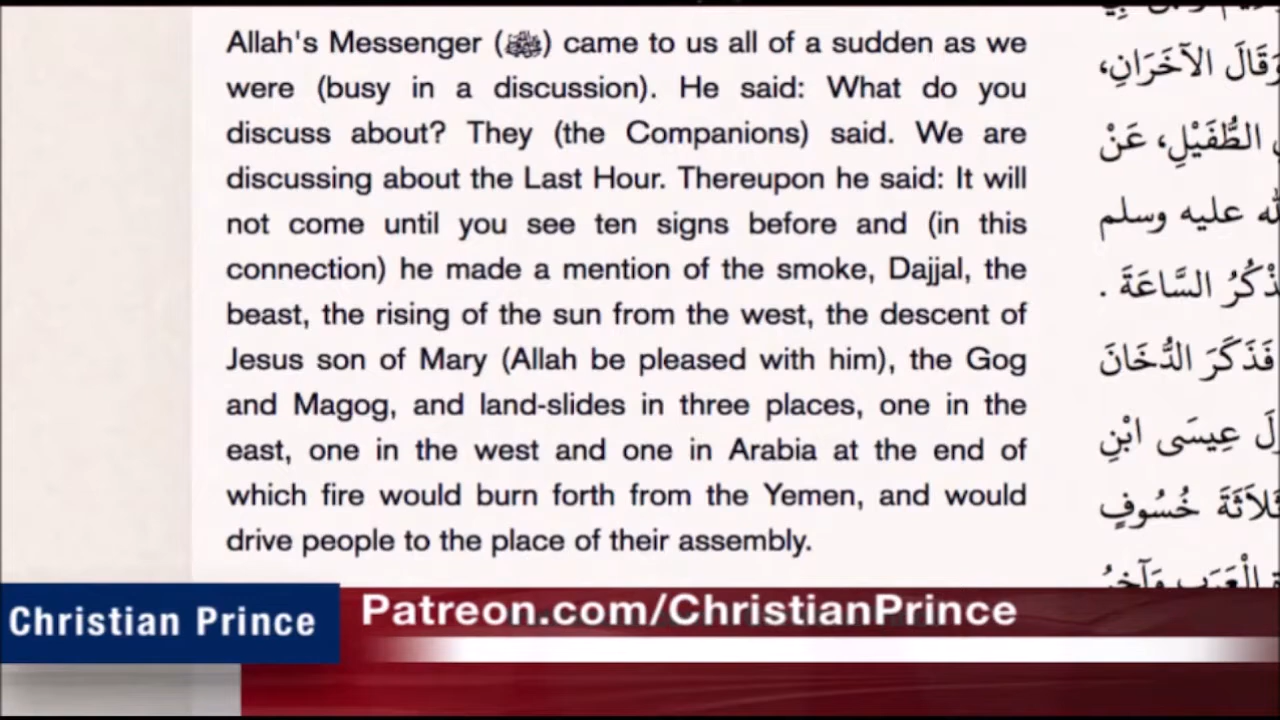 Allah's Messenger (ﷺ) came to us all of a sudden as we
were (busy in a discussion). He said: What do you
discuss about? They (the Companions) said. We are
discussing about the Last Hour. Thereupon he said: It will
not come until you see ten signs before and (in this
connection) he made a mention of the smoke, Dajjal, the
beast, the rising of the sun from the west, the descent of
Jesus son of Mary (Allah be pleased with him), the Gog
and Magog, and land-slides in three places, one in the
east, one in the west and one in Arabia at the end of
which fire would burn forth from the Yemen, and would
drive people to the place of their assembly.
وَقَالَ الآخَرَانِ،
الطُّفَيْلِ، عَنْ
عليه وسلم
السَّاعَةَ .
فَذَكَرَ الدُّخَانَ
عِيسَى ابْنِ
خُسُوفٍ
Christian Prince
Patreon.com/ChristianPrince